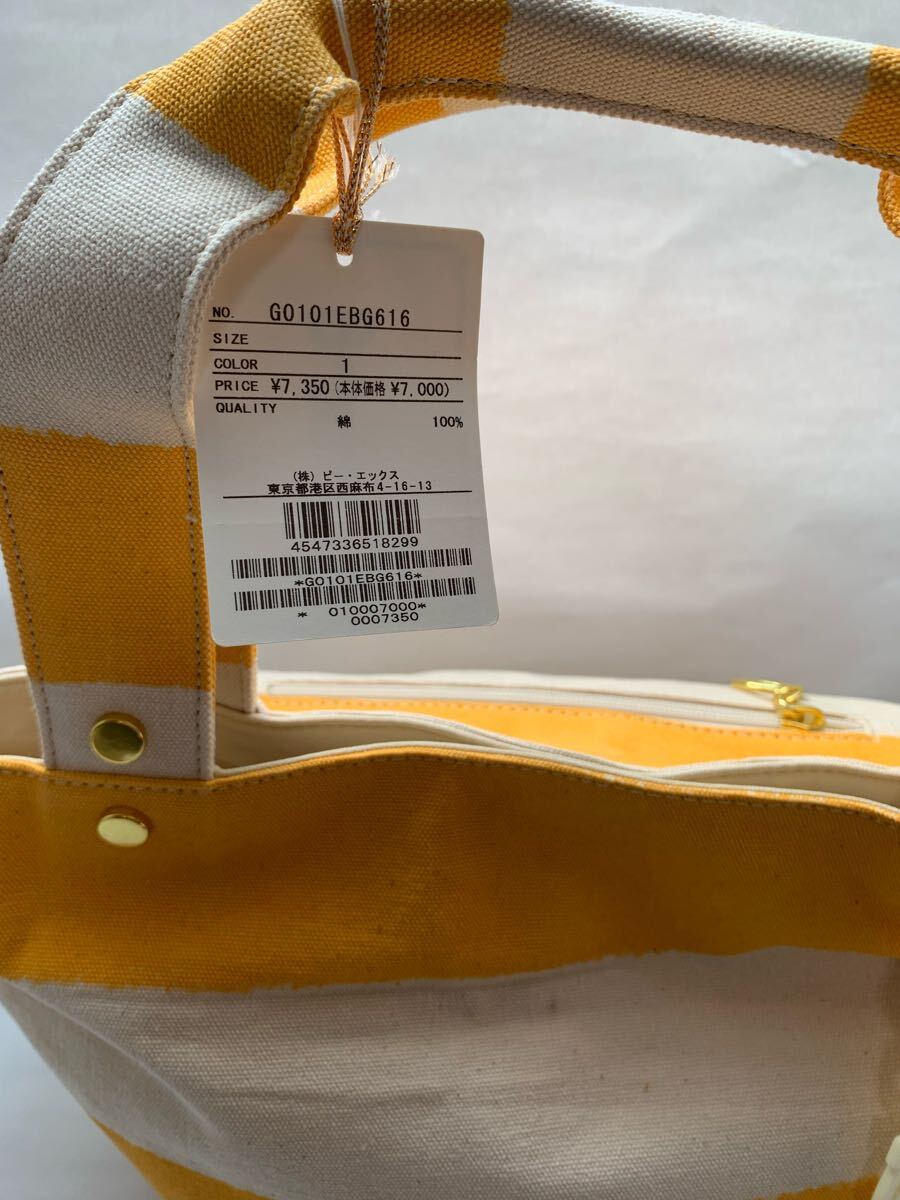 NO. G0101EBG616
SIZE
COLOR 1
PRICE ¥7,350(本体価格 ¥7,000)
QUALITY
綿 100%
(株)ビー・エックス
東京都港区西麻布4-16-13
4547336518299
*G0101EBG616*
* 010007000*
0007350